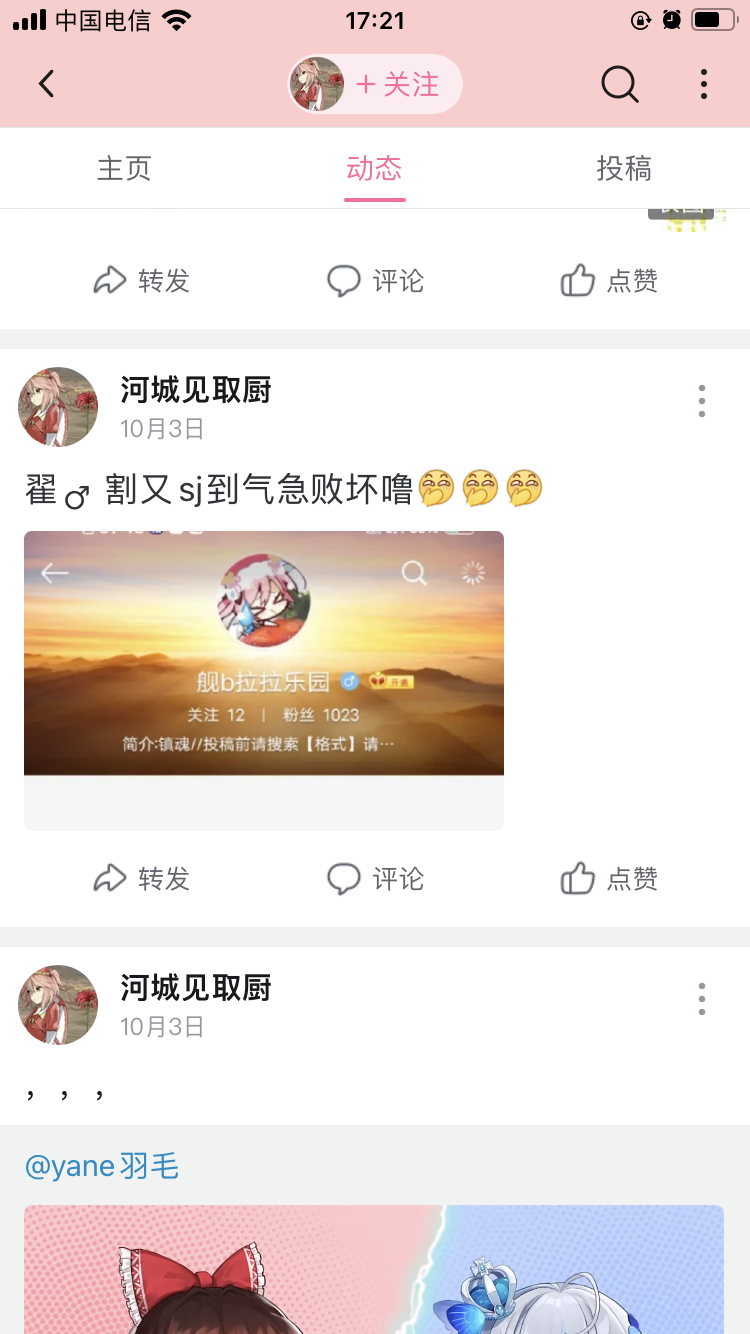 中国电信
17:21
+ 关注
主页
动态
投稿
转发
评论
点赞
河城见取厨
10月3日
翟♂割又sj到气急败坏噜🤭🤭🤭
舰b拉拉乐园 ♂ 开通
关注 12 | 粉丝 1023
简介:镇魂//投稿前请搜索【格式】请…
转发
评论
点赞
河城见取厨
10月3日
，，，
@yane羽毛